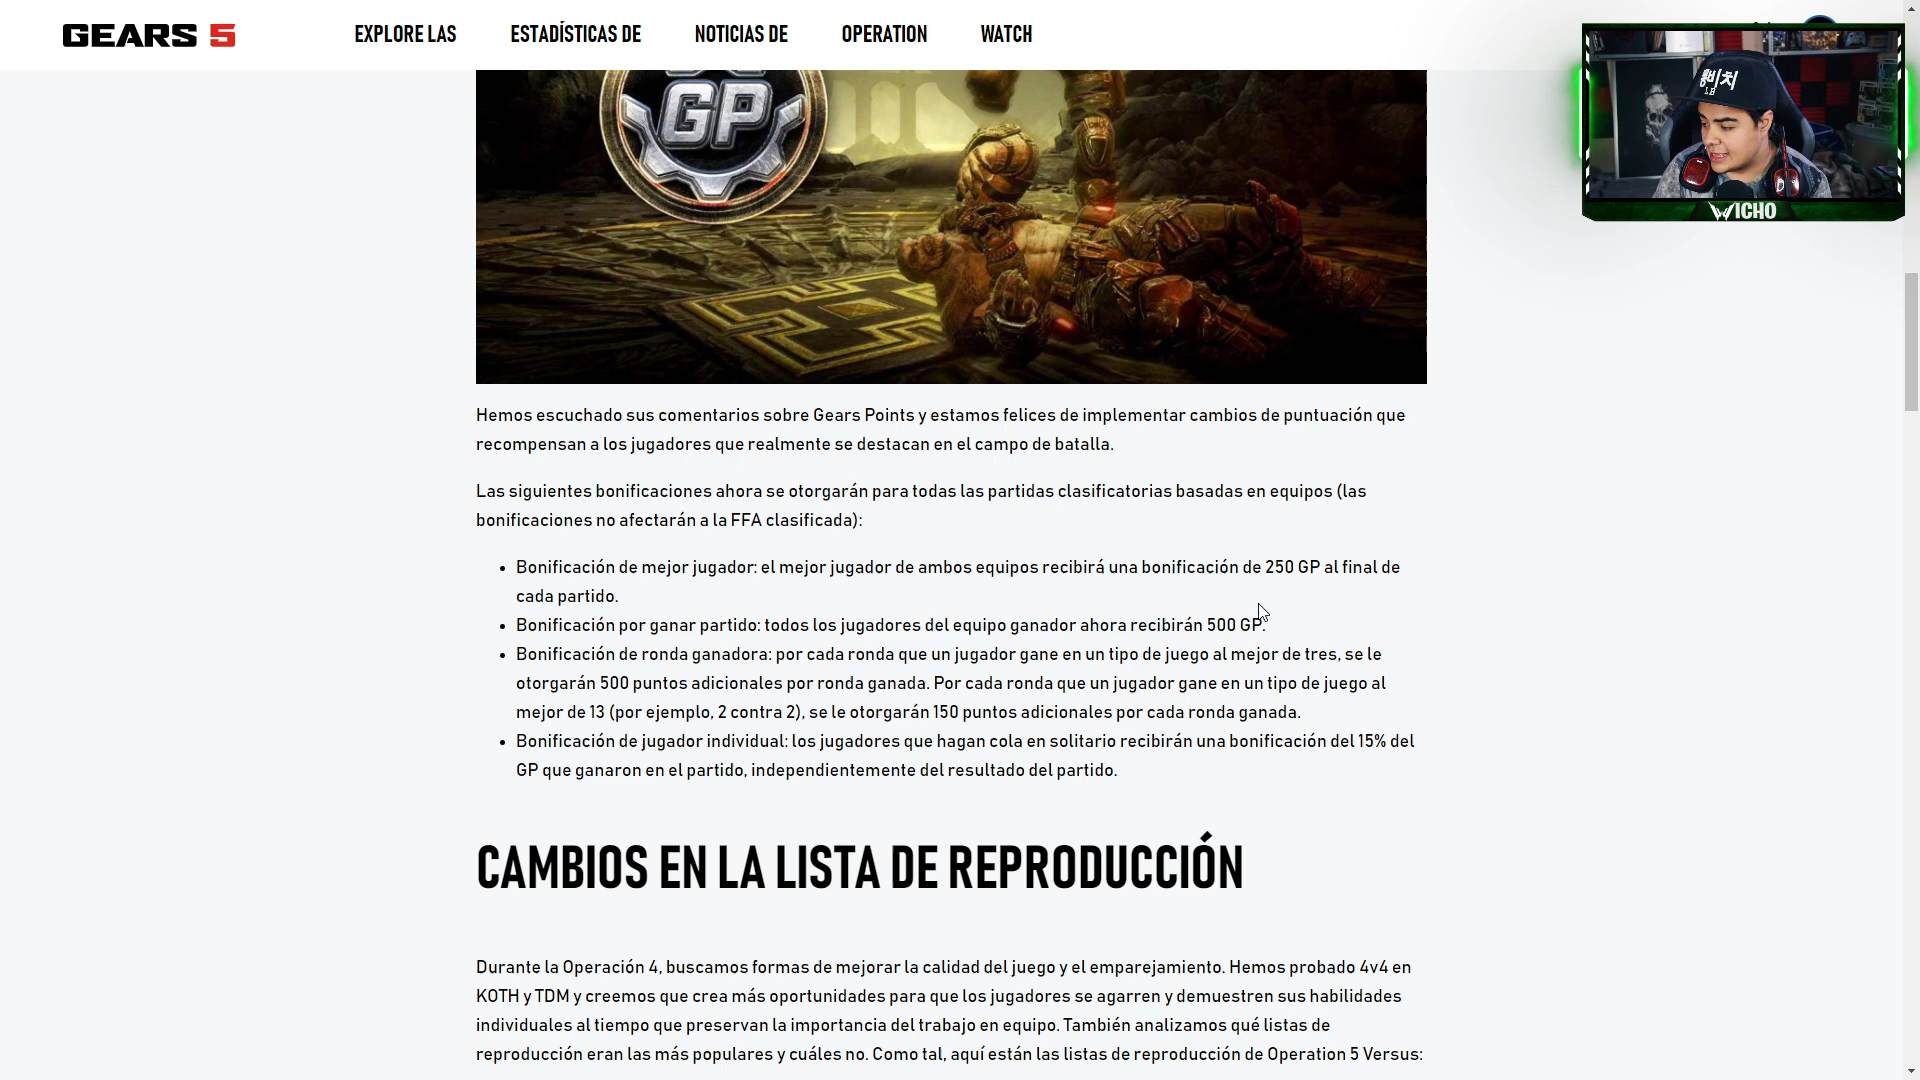 GEARS 5
EXPLORE LAS
ESTADÍSTICAS DE
NOTICIAS DE
OPERATION
WATCH
GP
비치
1B
WICHO
Hemos escuchado sus comentarios sobre Gears Points y estamos felices de implementar cambios de puntuación que
recompensan a los jugadores que realmente se destacan en el campo de batalla.
Las siguientes bonificaciones ahora se otorgarán para todas las partidas clasificatorias basadas en equipos (las
bonificaciones no afectarán a la FFA clasificada):
• Bonificación de mejor jugador: el mejor jugador de ambos equipos recibirá una bonificación de 250 GP al final de
cada partido.
• Bonificación por ganar partido: todos los jugadores del equipo ganador ahora recibirán 500 GP.
• Bonificación de ronda ganadora: por cada ronda que un jugador gane en un tipo de juego al mejor de tres, se le
otorgarán 500 puntos adicionales por ronda ganada. Por cada ronda que un jugador gane en un tipo de juego al
mejor de 13 (por ejemplo, 2 contra 2), se le otorgarán 150 puntos adicionales por cada ronda ganada.
• Bonificación de jugador individual: los jugadores que hagan cola en solitario recibirán una bonificación del 15% del
GP que ganaron en el partido, independientemente del resultado del partido.
CAMBIOS EN LA LISTA DE REPRODUCCIÓN
Durante la Operación 4, buscamos formas de mejorar la calidad del juego y el emparejamiento. Hemos probado 4v4 en
KOTH y TDM y creemos que crea más oportunidades para que los jugadores se agarren y demuestren sus habilidades
individuales al tiempo que preservan la importancia del trabajo en equipo. También analizamos qué listas de
reproducción eran las más populares y cuáles no. Como tal, aquí están las listas de reproducción de Operation 5 Versus: